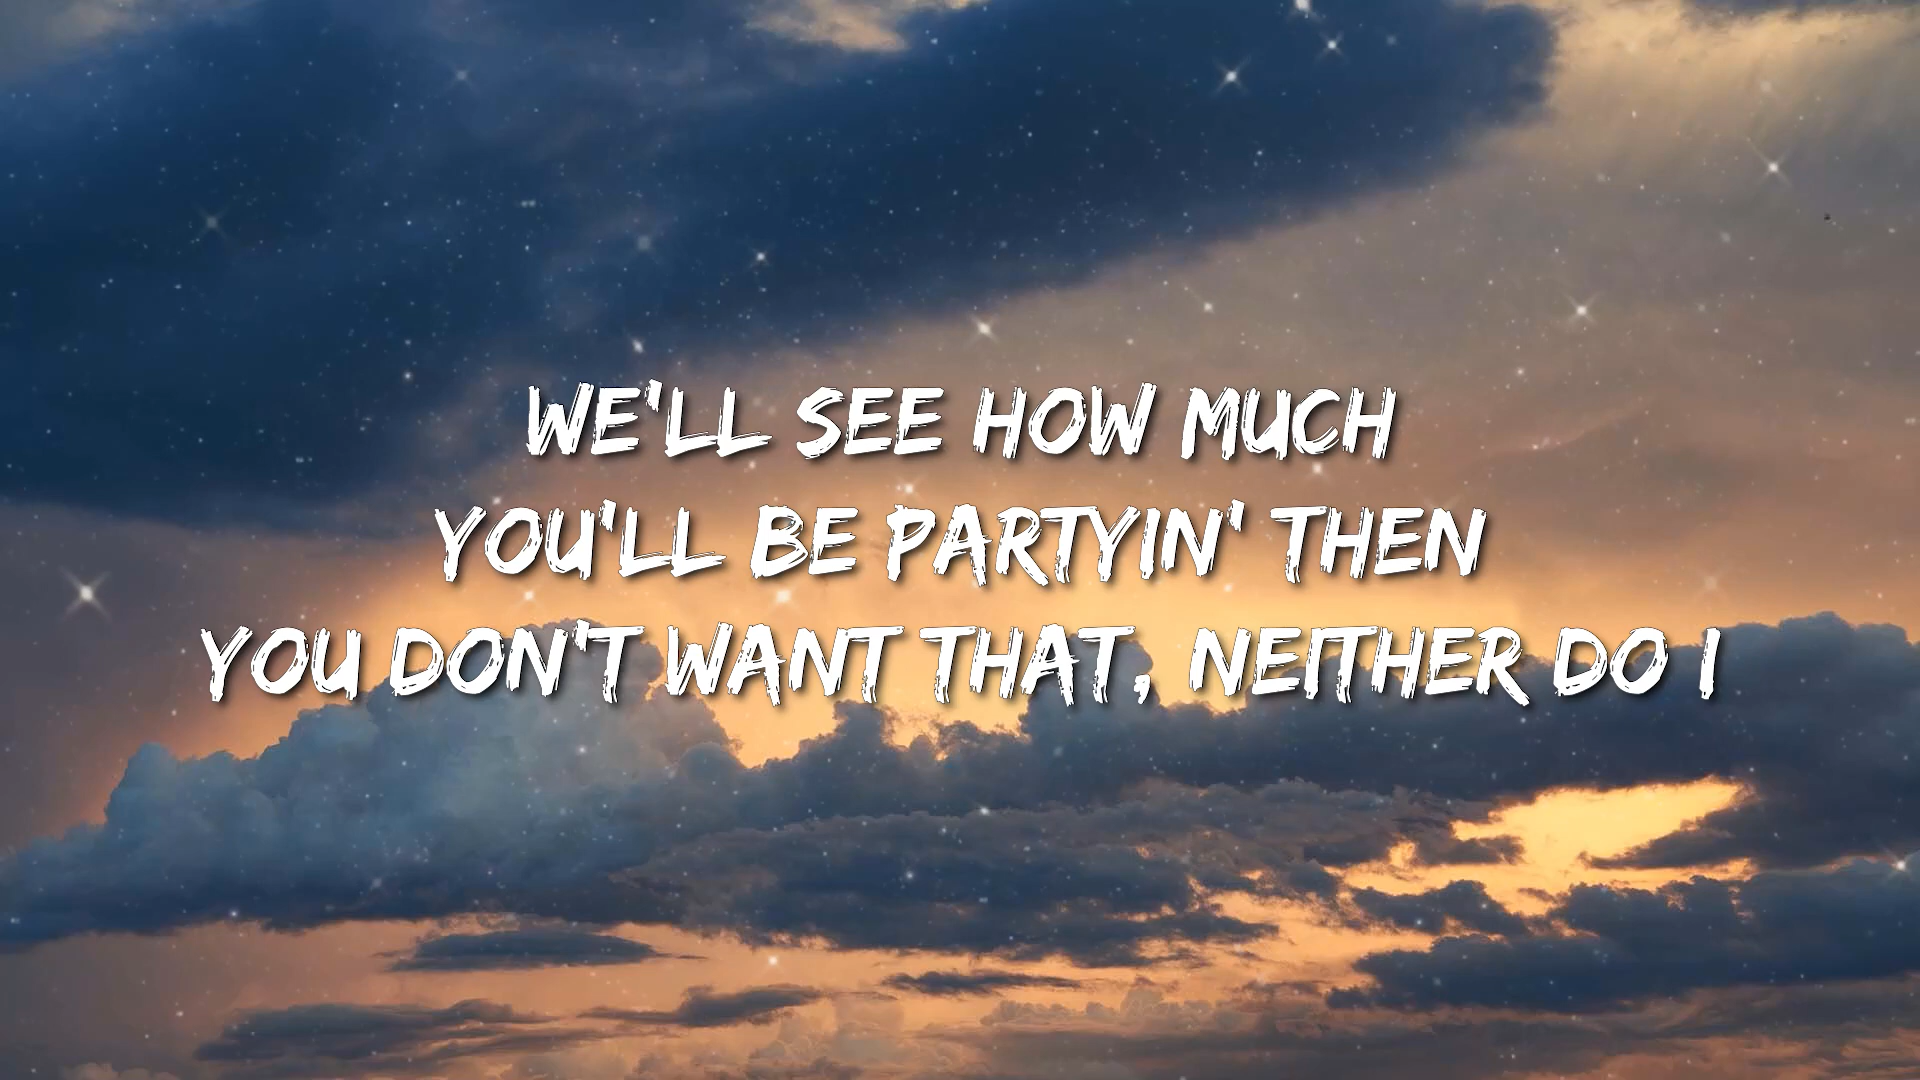 WE'LL SEE HOW MUCH
YOU'LL BE PARTYIN' THEN
YOU DON'T WANT THAT, NEITHER DO I